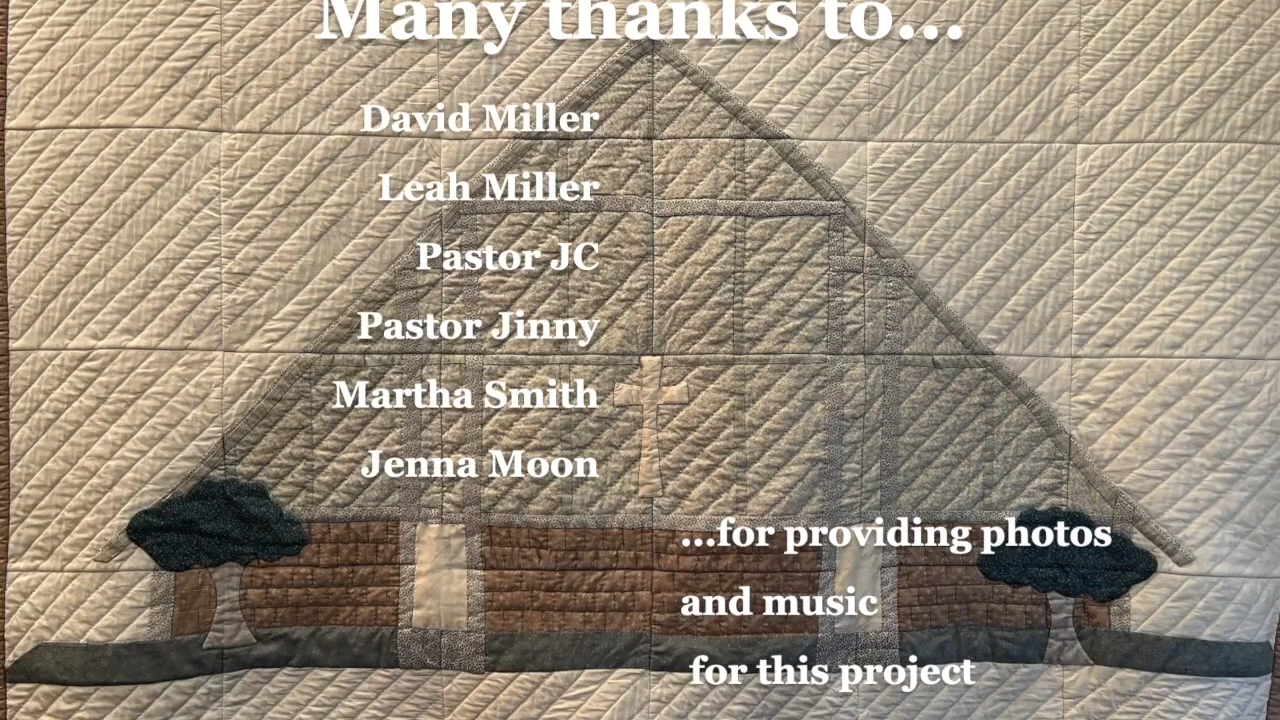 Many thanks to...
David Miller
Leah Miller
Pastor JC
Pastor Jinny
Martha Smith
Jenna Moon
...for providing photos
and music
for this project